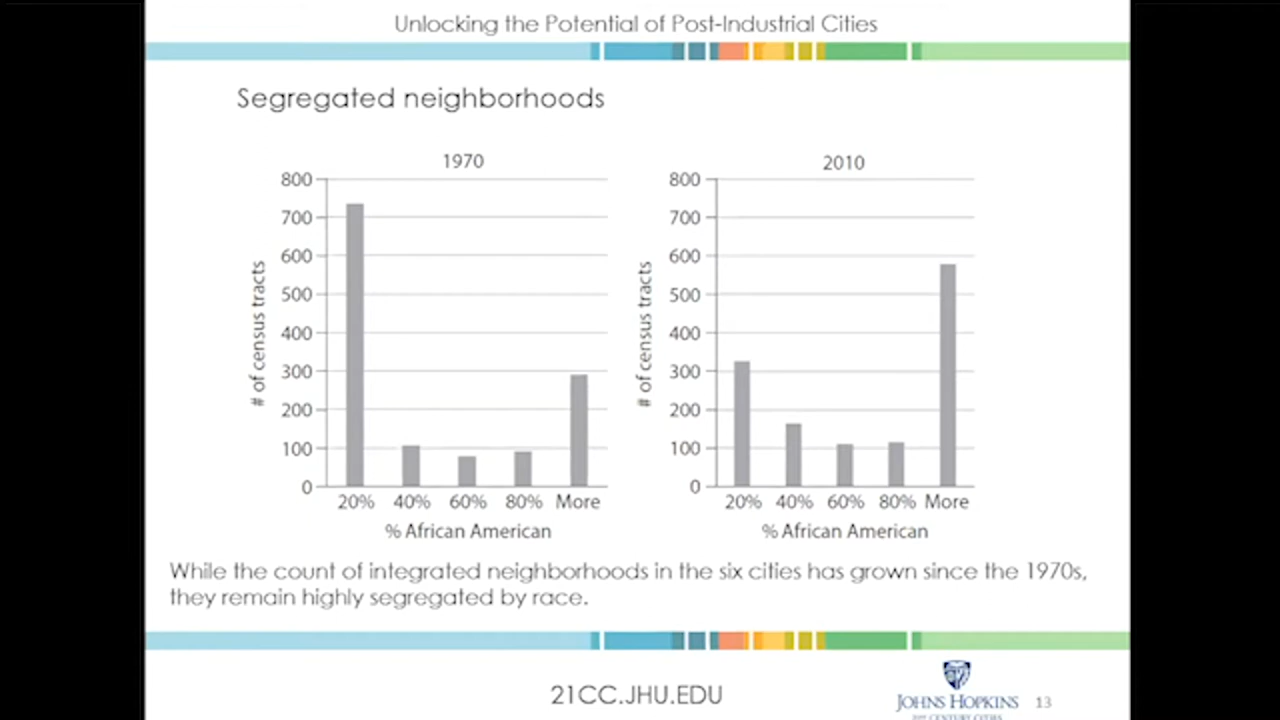 Unlocking the Potential of Post-Industrial Cities
Segregated neighborhoods
1970
800
700
600
500
400
300
200
100
0
# of census tracts
20% 40% 60% 80% More
% African American
2010
800
700
600
500
400
300
200
100
0
# of census tracts
20% 40% 60% 80% More
% African American
While the count of integrated neighborhoods in the six cities has grown since the 1970s,
they remain highly segregated by race.
21CC.JHU.EDU
JOHNS HOPKINS
21ST CENTURY CITIES
13